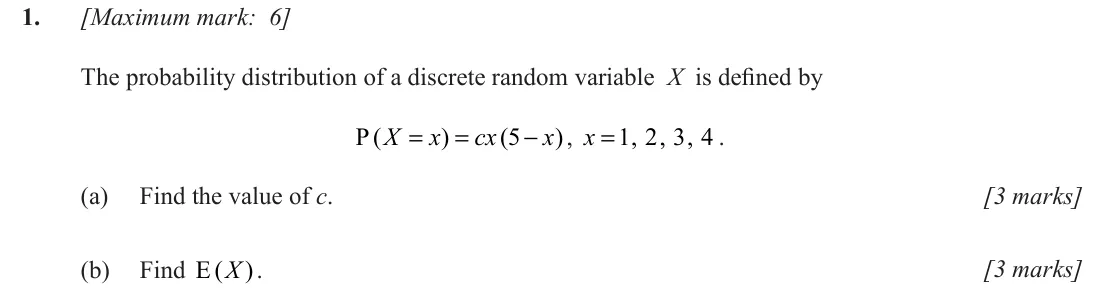 1. [Maximum mark: 6]
The probability distribution of a discrete random variable X is defined by
P(X = x) = cx(5 − x), x = 1, 2, 3, 4.
(a) Find the value of c. [3 marks]
(b) Find E(X). [3 marks]